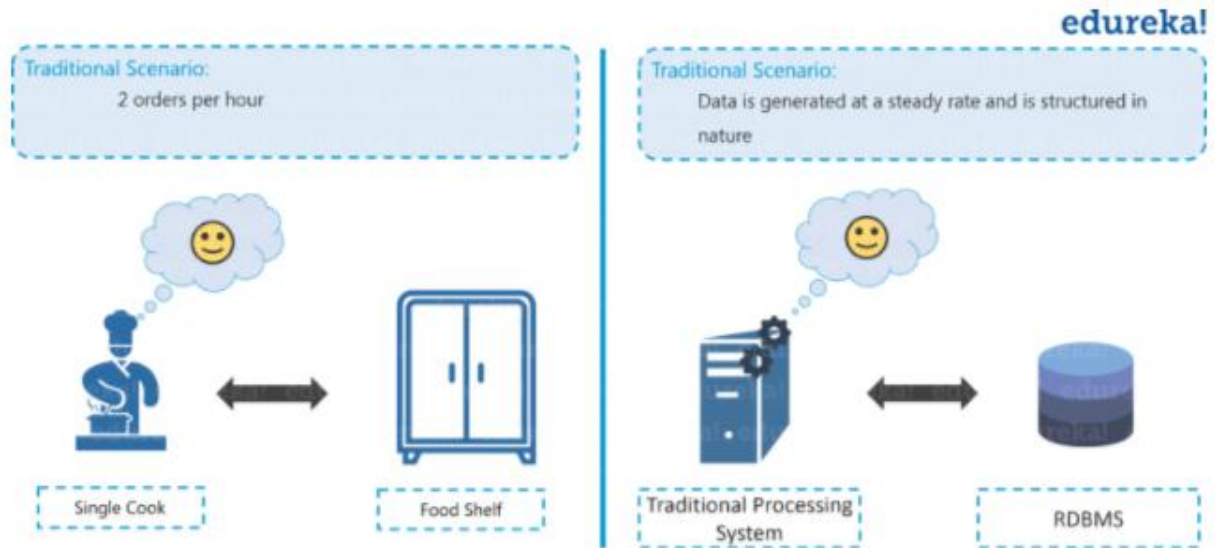 edureka!
Traditional Scenario:
2 orders per hour
Traditional Scenario:
Data is generated at a steady rate and is structured in
nature
Single Cook
Food Shelf
Traditional Processing
System
RDBMS